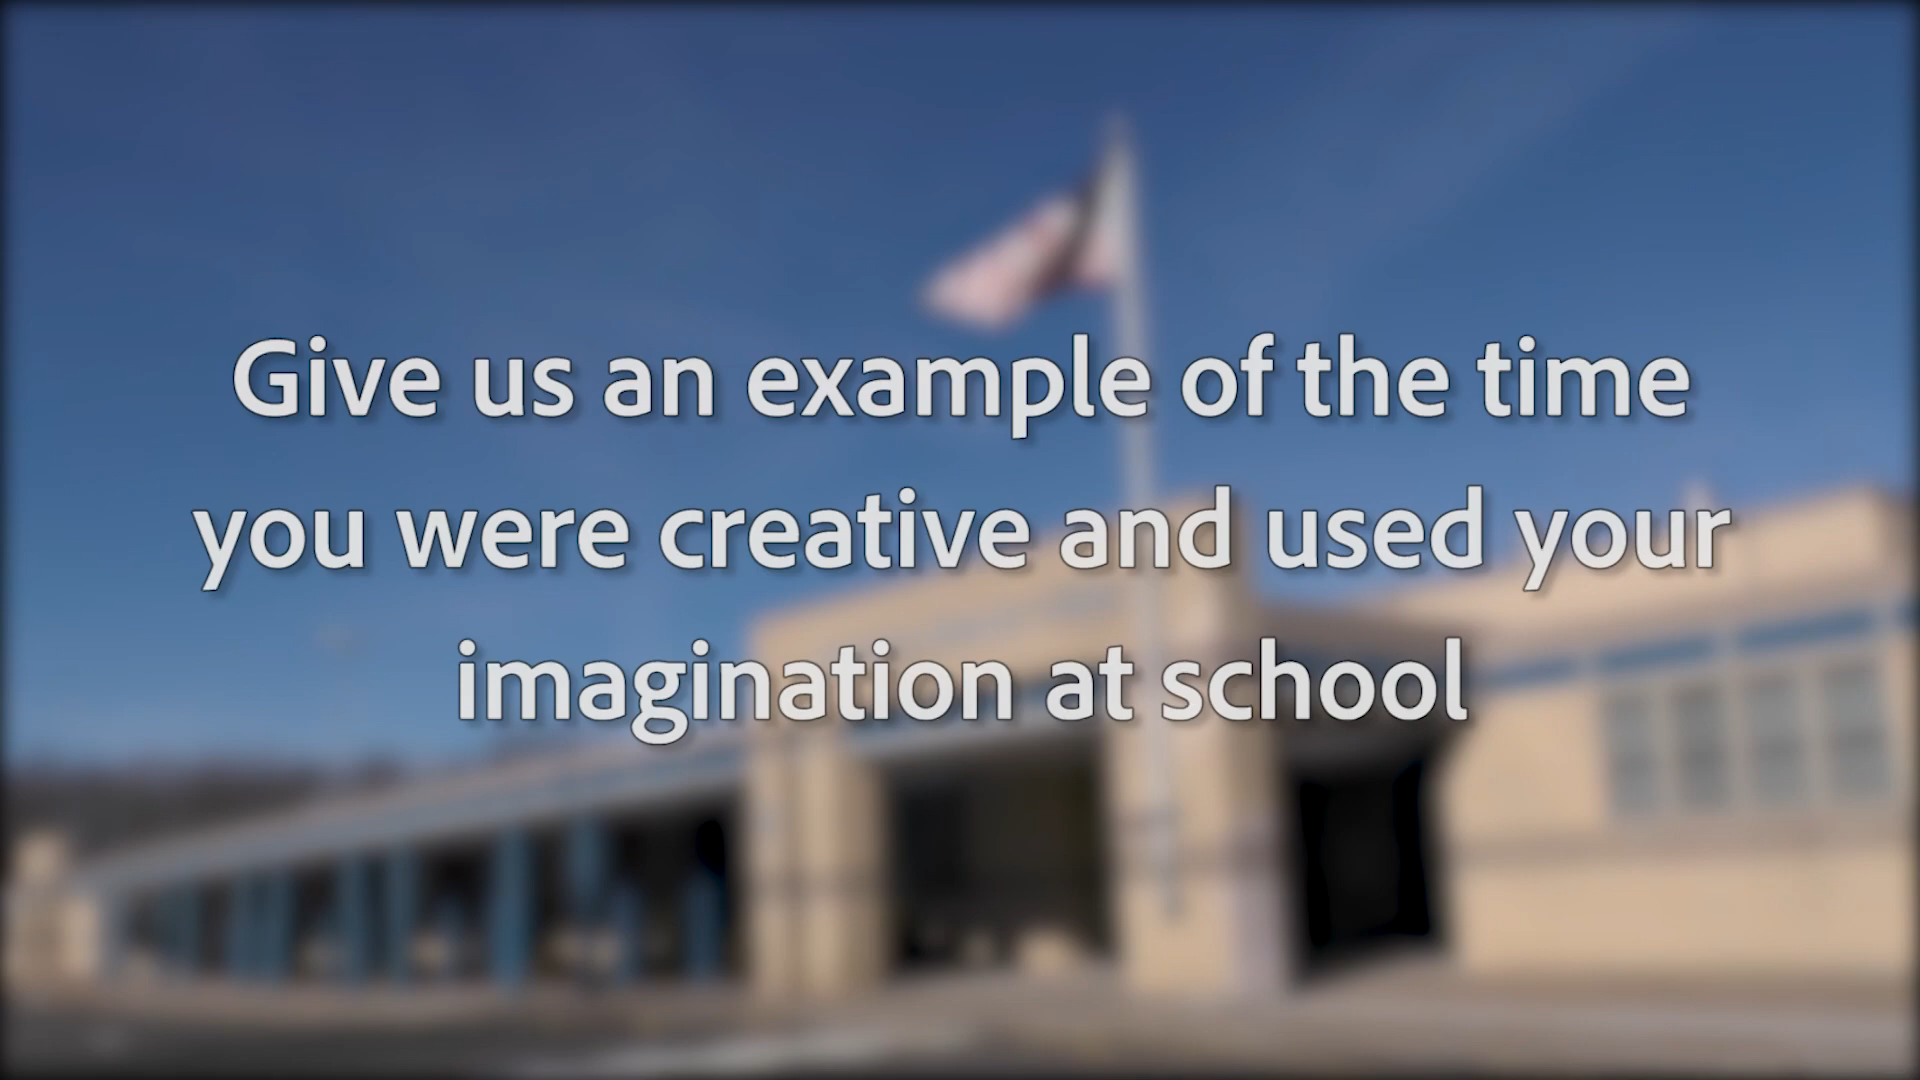 Give us an example of the time
you were creative and used your
imagination at school